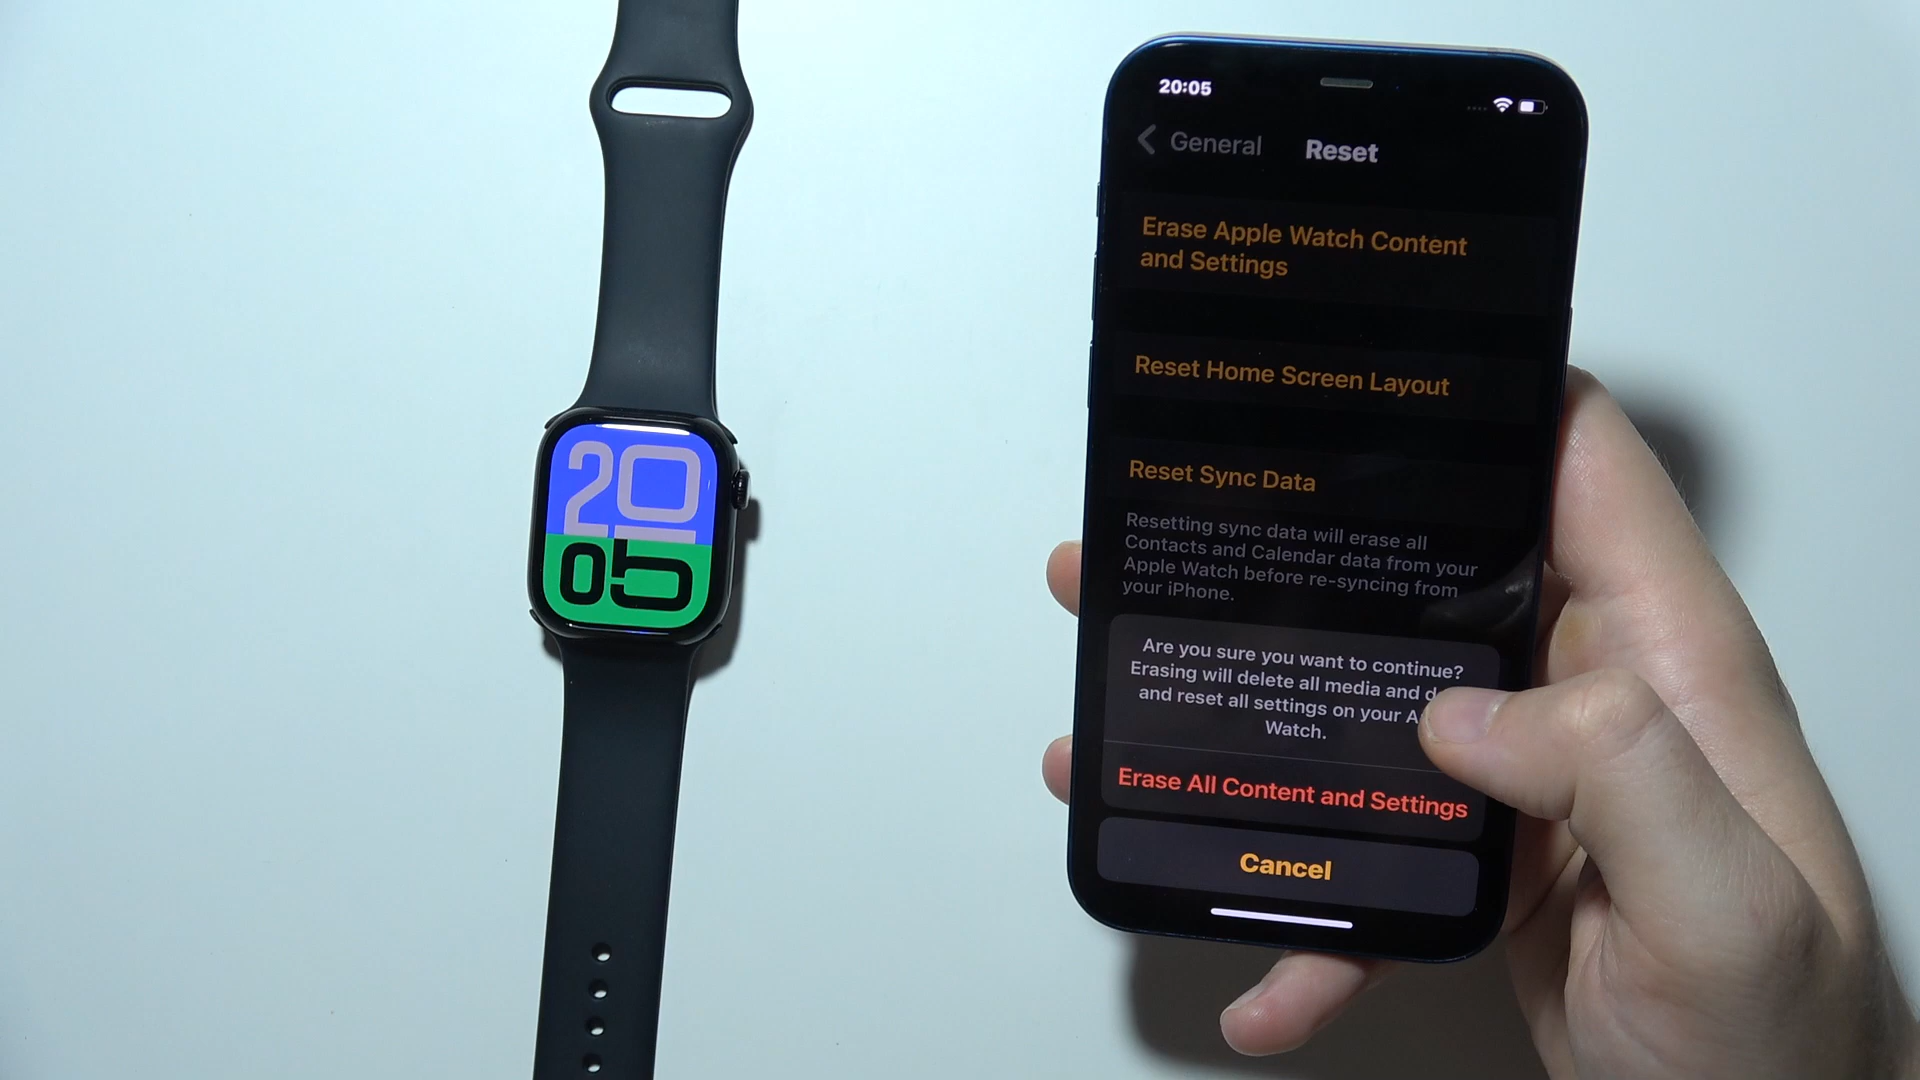 20
05
20:05
General
Reset
Erase Apple Watch Content
and Settings
Reset Home Screen Layout
Reset Sync Data
Resetting sync data will erase all
Contacts and Calendar data from your
Apple Watch before re-syncing from
your iPhone.
Are you sure you want to continue?
Erasing will delete all media and
and reset all settings on your
Watch.
Erase All Content and Settings
Cancel